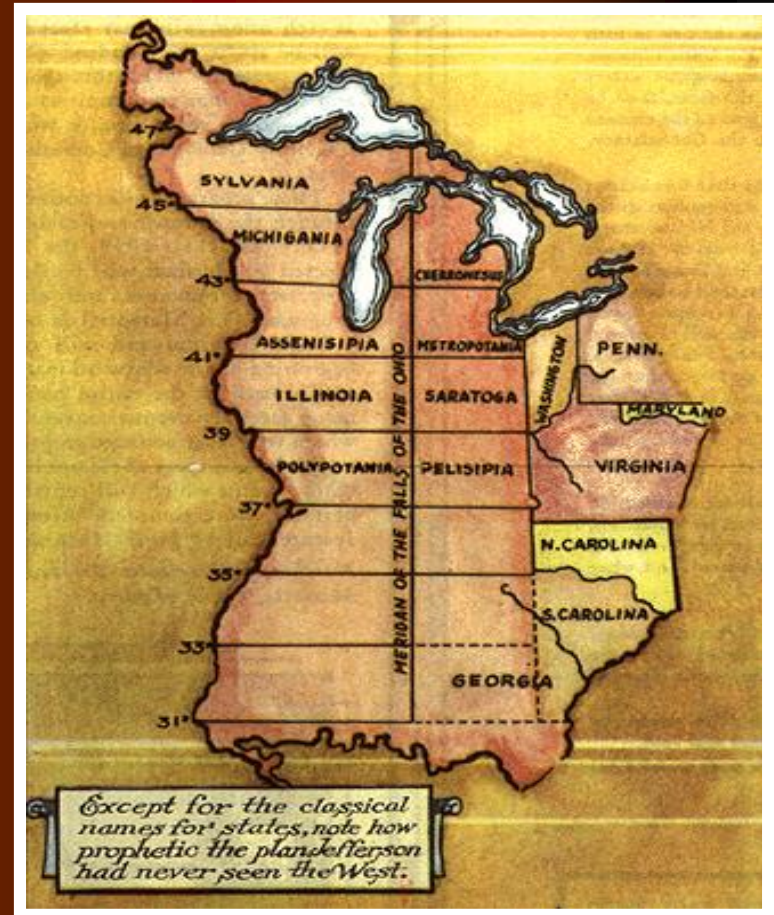 47°
SYLVANIA
45°
MICHIGANIA
43°
CHERRONESUS
ASSENISIPIA
METROPOTANIA
WASHINGTON
PENN.
41°
ILLINOIA
SARATOGA
MARYLAND
39
POLYPOTANIA
PELISIPIA
VIRGINIA
37°
MERIDAN OF THE FALLS OF THE OHIO
N. CAROLINA
35°
S. CAROLINA
33°
GEORGIA
31°
Except for the classical
names for states, note how
prophetic the plan. Jefferson
had never seen the West.